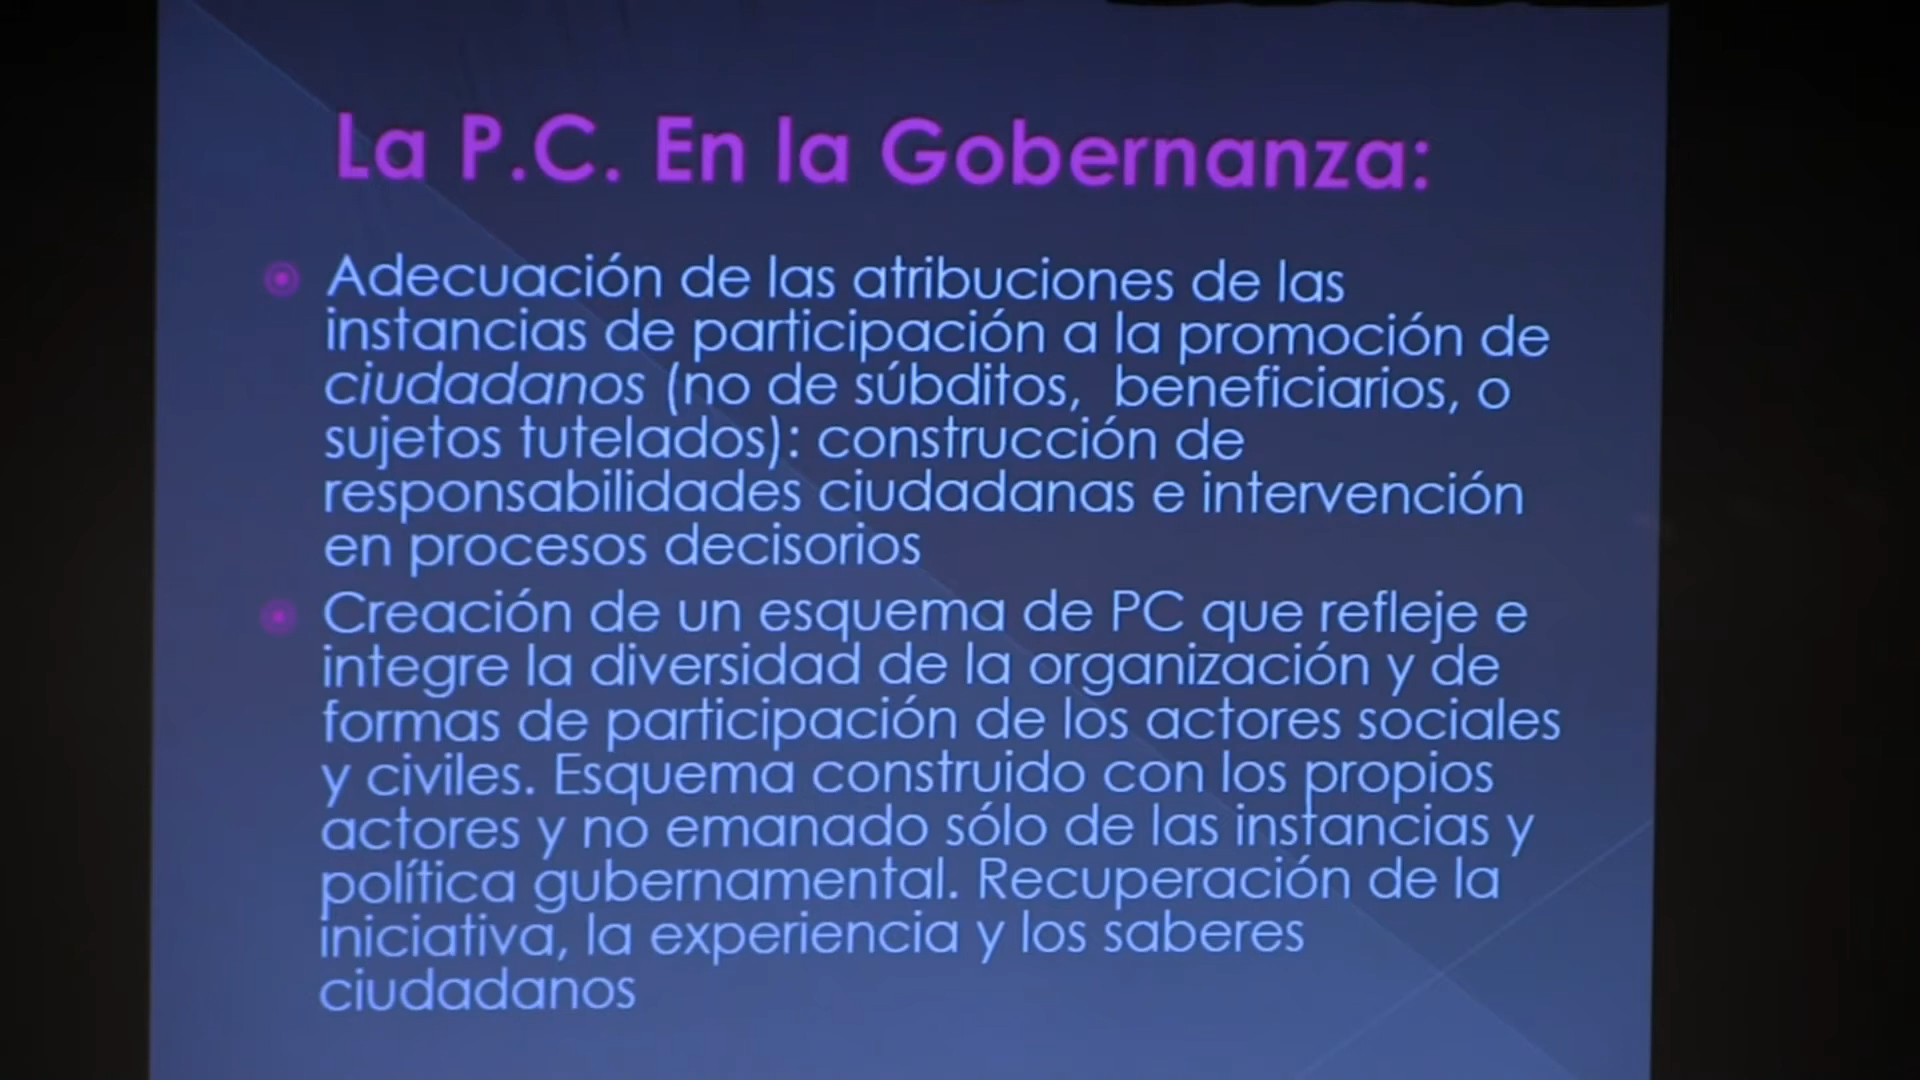 La P.C. En la Gobernanza:
Adecuación de las atribuciones de las
instancias de participación a la promoción de
ciudadanos (no de súbditos, beneficiarios, o
sujetos tutelados): construcción de
responsabilidades ciudadanas e intervención
en procesos decisorios
Creación de un esquema de PC que refleje e
integre la diversidad de la organización y de
formas de participación de los actores sociales
y civiles. Esquema construido con los propios
actores y no emanado sólo de las instancias y
política gubernamental. Recuperación de la
iniciativa, la experiencia y los saberes
ciudadanos